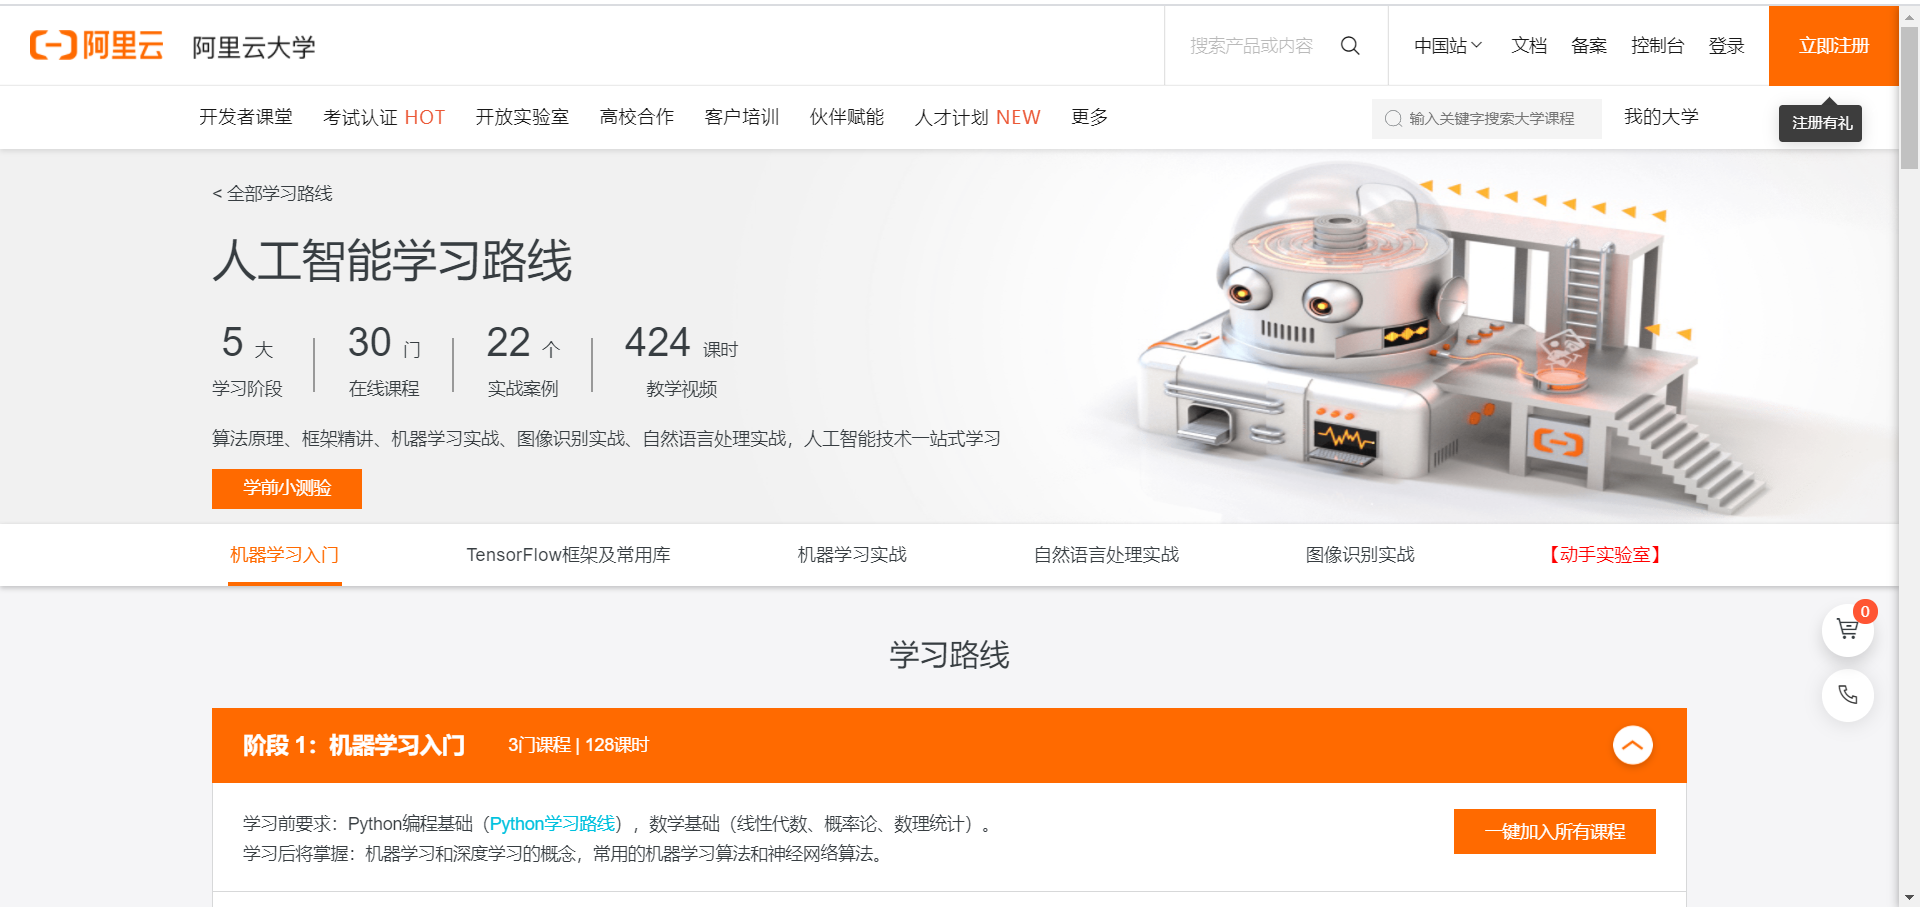 阿里云 阿里云大学 搜索产品或内容 中国站 文档 备案 控制台 登录 立即注册
开发者课堂 考试认证 HOT 开放实验室 高校合作 客户培训 伙伴赋能 人才计划 NEW 更多 输入关键字搜索大学课程 我的大学 注册有礼
< 全部学习路线
人工智能学习路线
5 大 30 门 22 个 424 课时
学习阶段 在线课程 实战案例 教学视频
算法原理、框架精讲、机器学习实战、图像识别实战、自然语言处理实战，人工智能技术一站式学习
学前小测验
机器学习入门 TensorFlow框架及常用库 机器学习实战 自然语言处理实战 图像识别实战 【动手实验室】
0
学习路线
阶段 1：机器学习入门 3门课程 | 128课时
学习前要求：Python编程基础（Python学习路线），数学基础（线性代数、概率论、数理统计）。
一键加入所有课程
学习后将掌握：机器学习和深度学习的概念，常用的机器学习算法和神经网络算法。